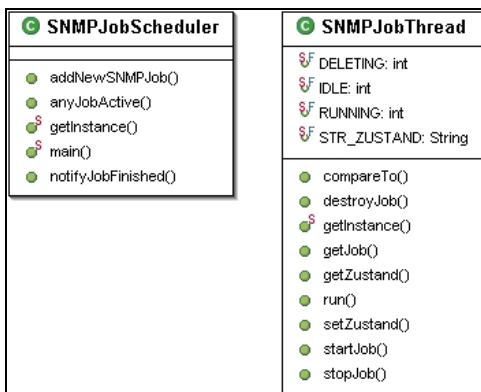 SNMPJobScheduler
addNewSNMPJob()
anyJobActive()
getInstance()
main()
notifyJobFinished()
SNMPJobThread
DELETING: int
IDLE: int
RUNNING: int
STR_ZUSTAND: String
compareTo()
destroyJob()
getInstance()
getJob()
getZustand()
run()
setZustand()
startJob()
stopJob()